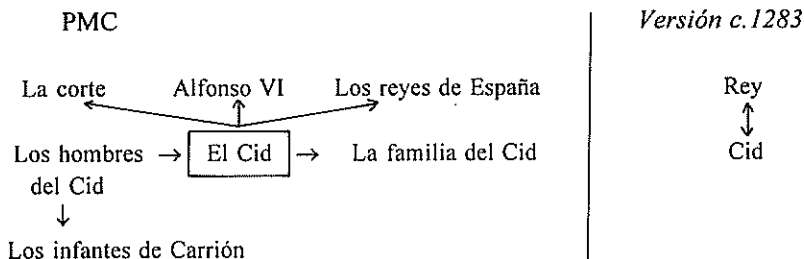 PMC
Versión c.1283
La corte Alfonso VI Los reyes de España
Rey
Los hombres → El Cid → La familia del Cid
Cid
del Cid
Los infantes de Carrión